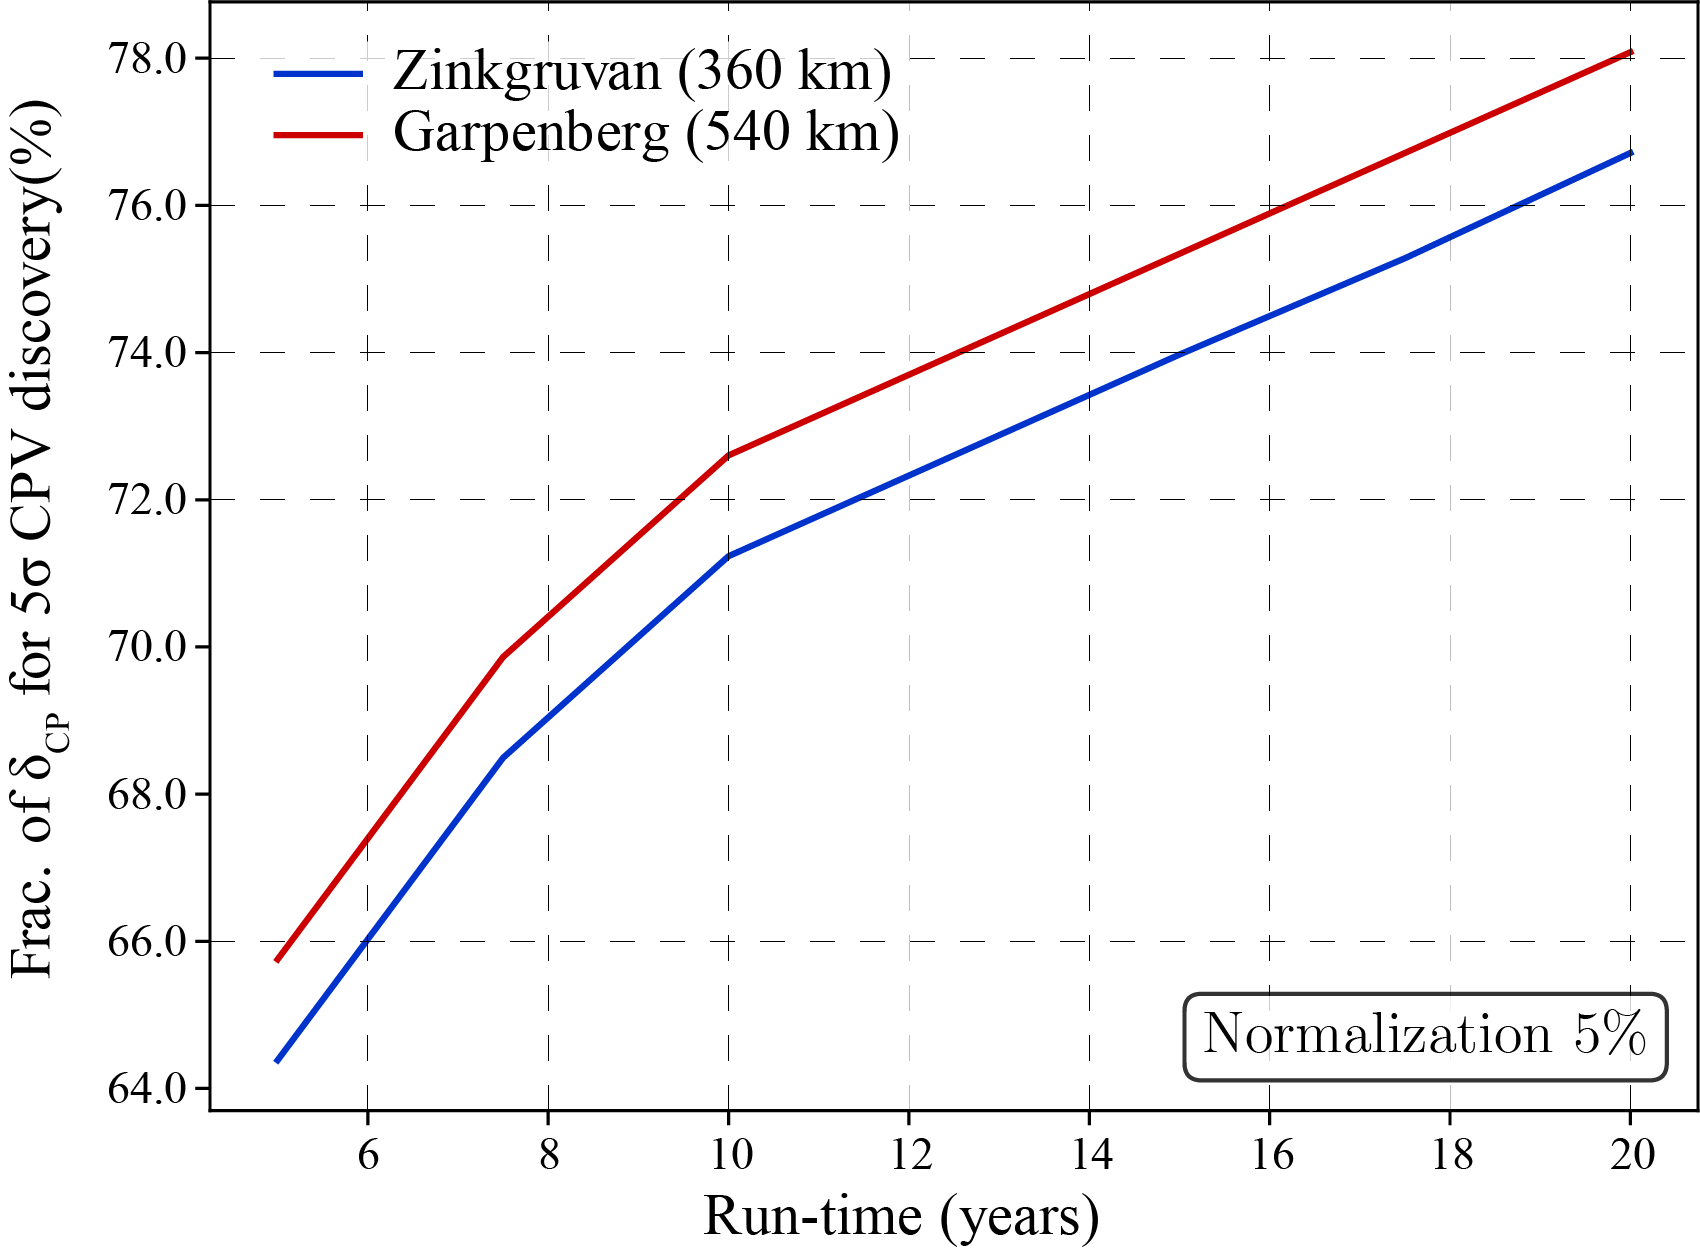 Frac. of δCP for 5σ CPV discovery(%)
78.0
76.0
74.0
72.0
70.0
68.0
66.0
64.0
Zinkgruvan (360 km)
Garpenberg (540 km)
Normalization 5%
6 8 10 12 14 16 18 20
Run-time (years)